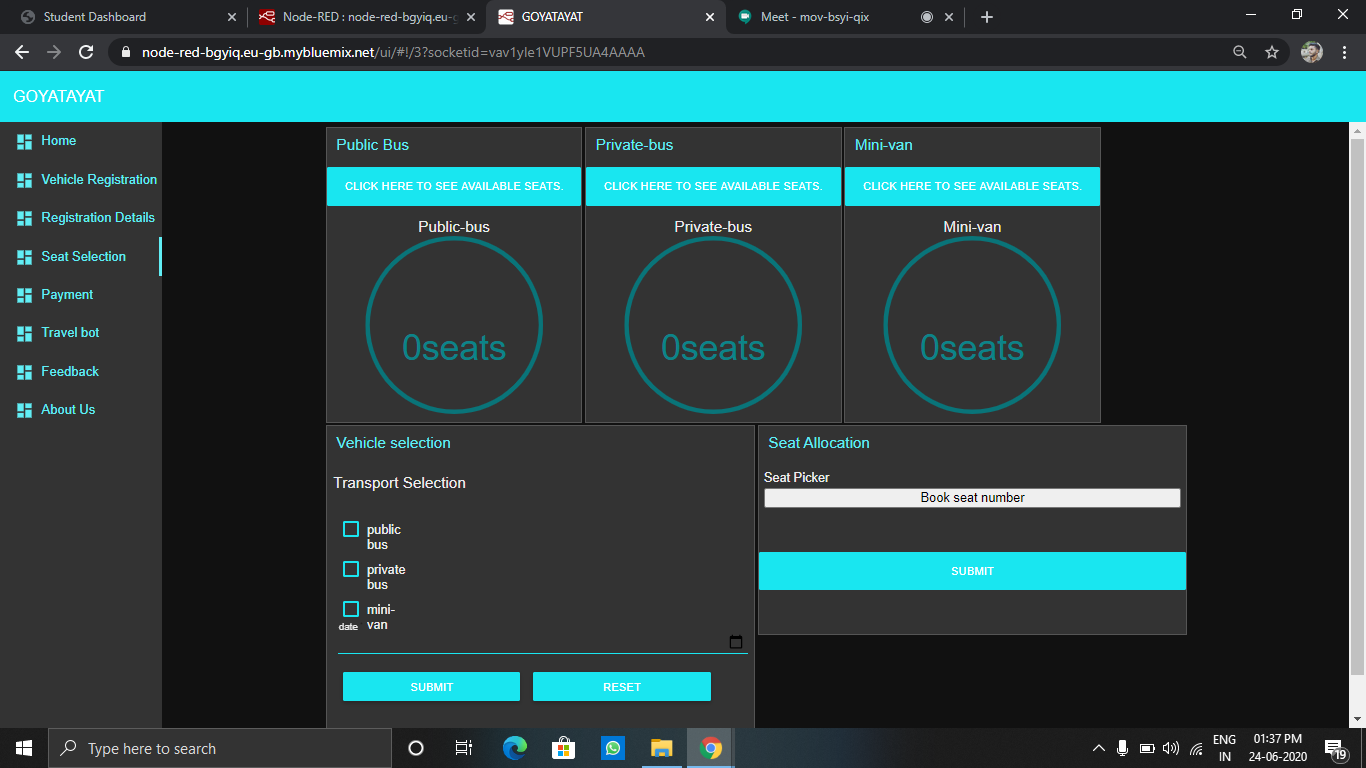 Student Dashboard
Node-RED : node-red-bgyiq.eu-g
GOYATAYAT
Meet - mov-bsyi-qix
node-red-bgyiq.eu-gb.mybluemix.net/ui/#!/3?socketid=vav1yIe1VUPF5UA4AAAA
GOYATAYAT
Home
Vehicle Registration
Registration Details
Seat Selection
Payment
Travel bot
Feedback
About Us
Public Bus
CLICK HERE TO SEE AVAILABLE SEATS.
Public-bus
0seats
Private-bus
CLICK HERE TO SEE AVAILABLE SEATS.
Private-bus
0seats
Mini-van
CLICK HERE TO SEE AVAILABLE SEATS.
Mini-van
0seats
Vehicle selection
Transport Selection
public
bus
private
bus
mini-
van
date
SUBMIT
RESET
Seat Allocation
Seat Picker
Book seat number
SUBMIT
Type here to search
ENG
IN
01:37 PM
24-06-2020
19